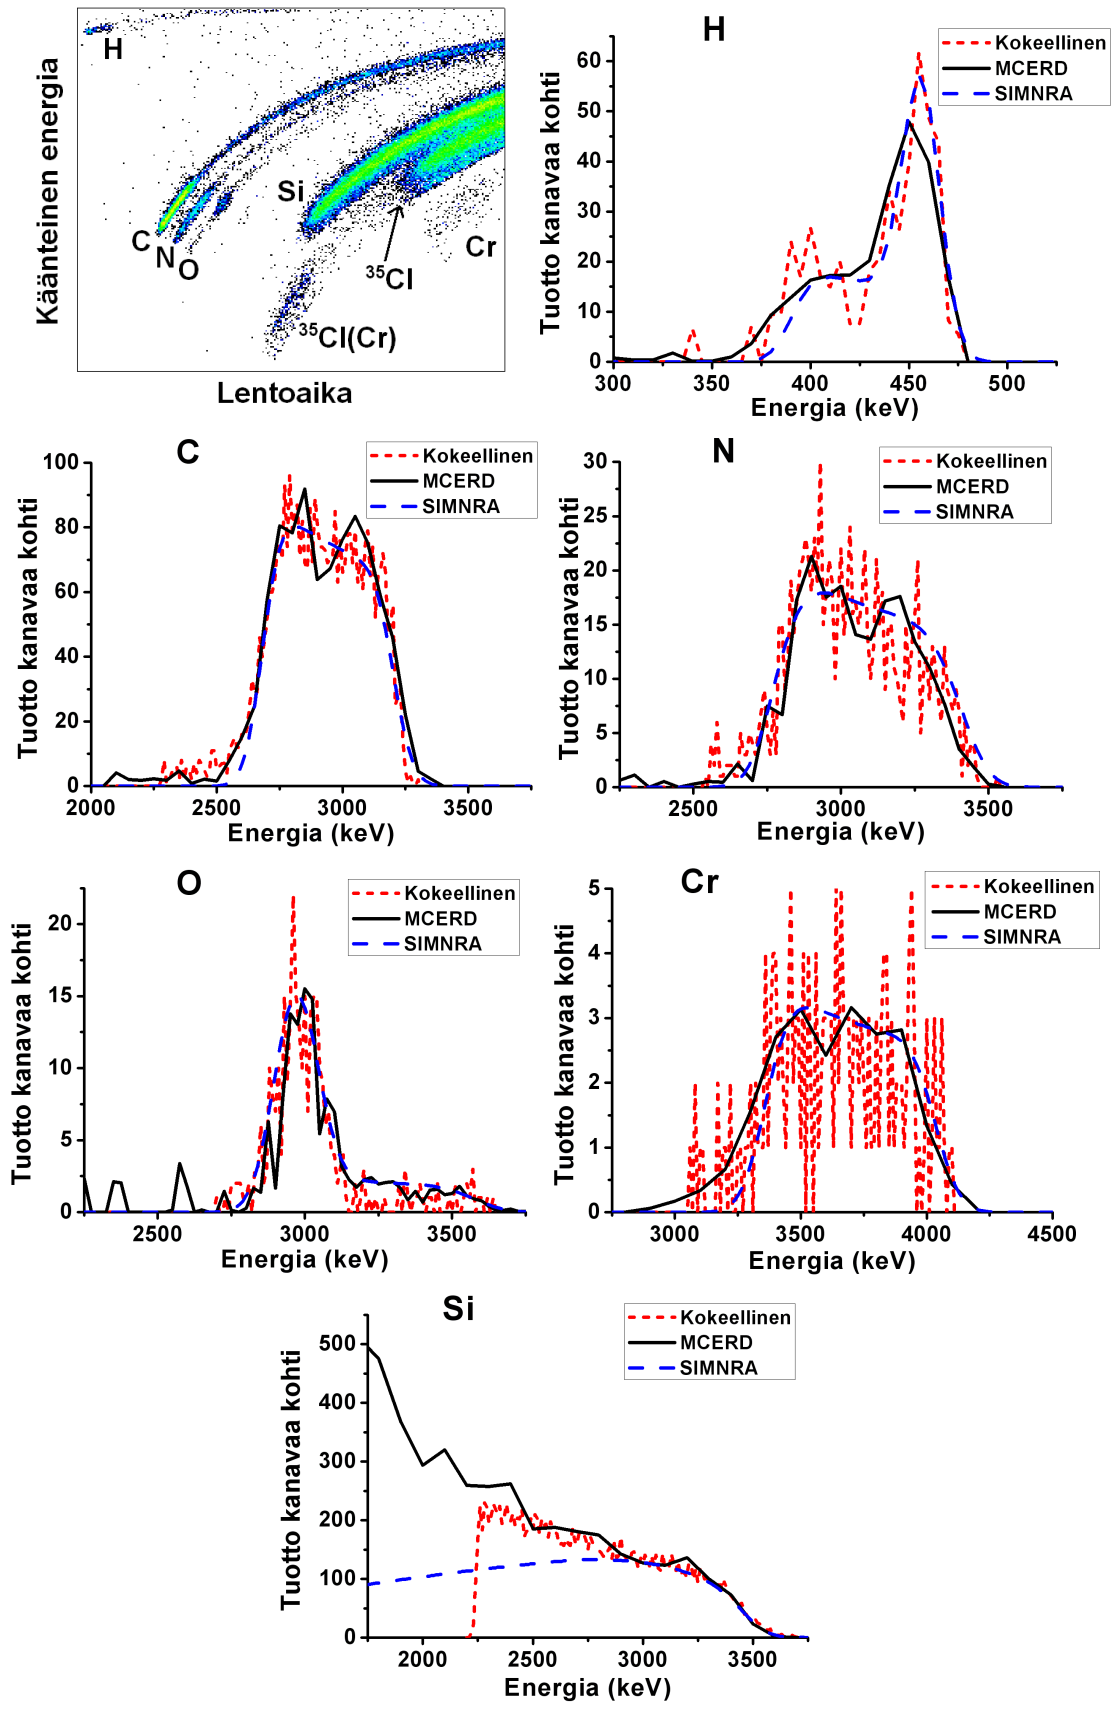 H
Käänteinen energia
Si
C
N
O
35Cl
Cr
35Cl(Cr)
Lentoaika
H
Kokeellinen
MCERD
SIMNRA
Tuotto kanavaa kohti
60
50
40
30
20
10
0
300 350 400 450 500
Energia (keV)
C
Kokeellinen
MCERD
SIMNRA
Tuotto kanavaa kohti
100
80
60
40
20
0
2000 2500 3000 3500
Energia (keV)
N
Kokeellinen
MCERD
SIMNRA
Tuotto kanavaa kohti
30
25
20
15
10
5
0
2500 3000 3500
Energia (keV)
O
Kokeellinen
MCERD
SIMNRA
Tuotto kanavaa kohti
20
15
10
5
0
2500 3000 3500
Energia (keV)
Cr
Kokeellinen
MCERD
SIMNRA
Tuotto kanavaa kohti
5
4
3
2
1
0
3000 3500 4000 4500
Energia (keV)
Si
Kokeellinen
MCERD
SIMNRA
Tuotto kanavaa kohti
500
400
300
200
100
0
2000 2500 3000 3500
Energia (keV)